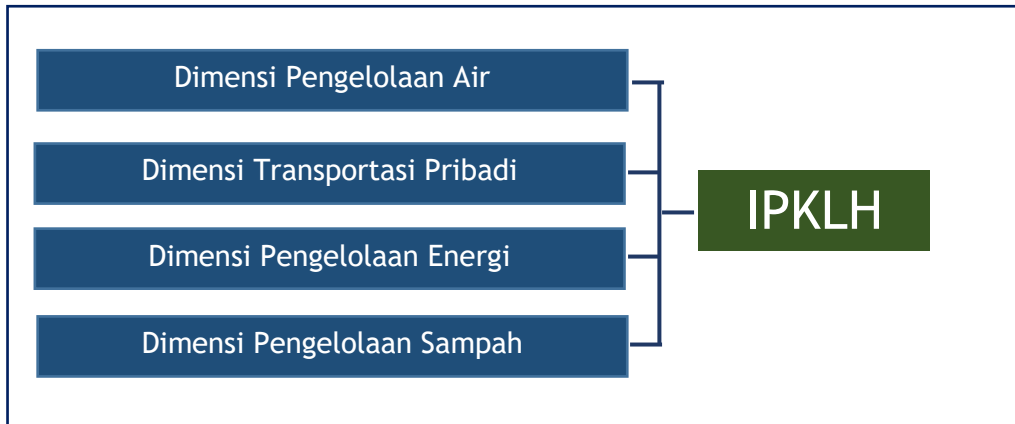 Dimensi Pengelolaan Air
Dimensi Transportasi Pribadi
Dimensi Pengelolaan Energi
Dimensi Pengelolaan Sampah
IPKLH